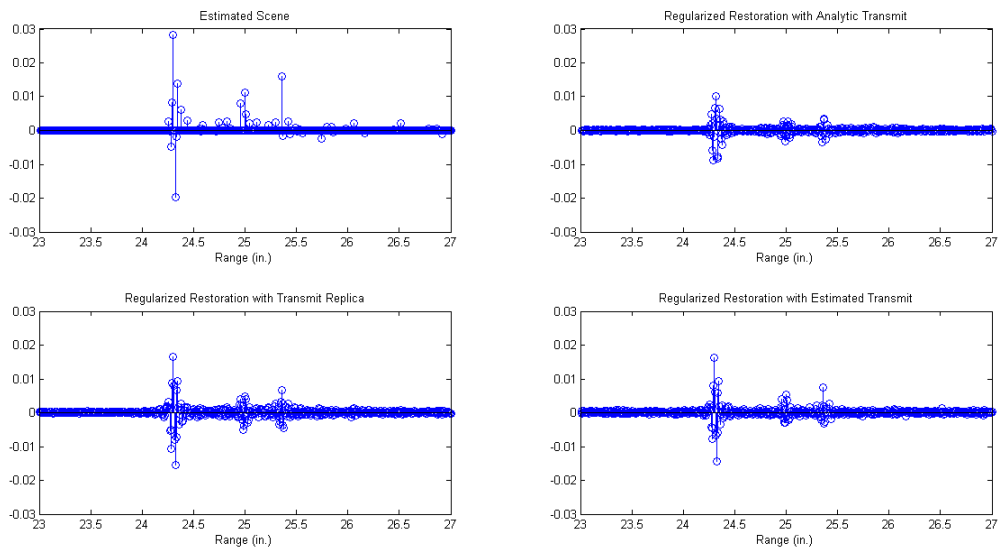 Estimated Scene
0.03
0.02
0.01
0
-0.01
-0.02
-0.03
23 23.5 24 24.5 25 25.5 26 26.5 27
Range (in.)
Regularized Restoration with Analytic Transmit
0.03
0.02
0.01
0
-0.01
-0.02
-0.03
23 23.5 24 24.5 25 25.5 26 26.5 27
Range (in.)
Regularized Restoration with Transmit Replica
0.03
0.02
0.01
0
-0.01
-0.02
-0.03
23 23.5 24 24.5 25 25.5 26 26.5 27
Range (in.)
Regularized Restoration with Estimated Transmit
0.03
0.02
0.01
0
-0.01
-0.02
-0.03
23 23.5 24 24.5 25 25.5 26 26.5 27
Range (in.)